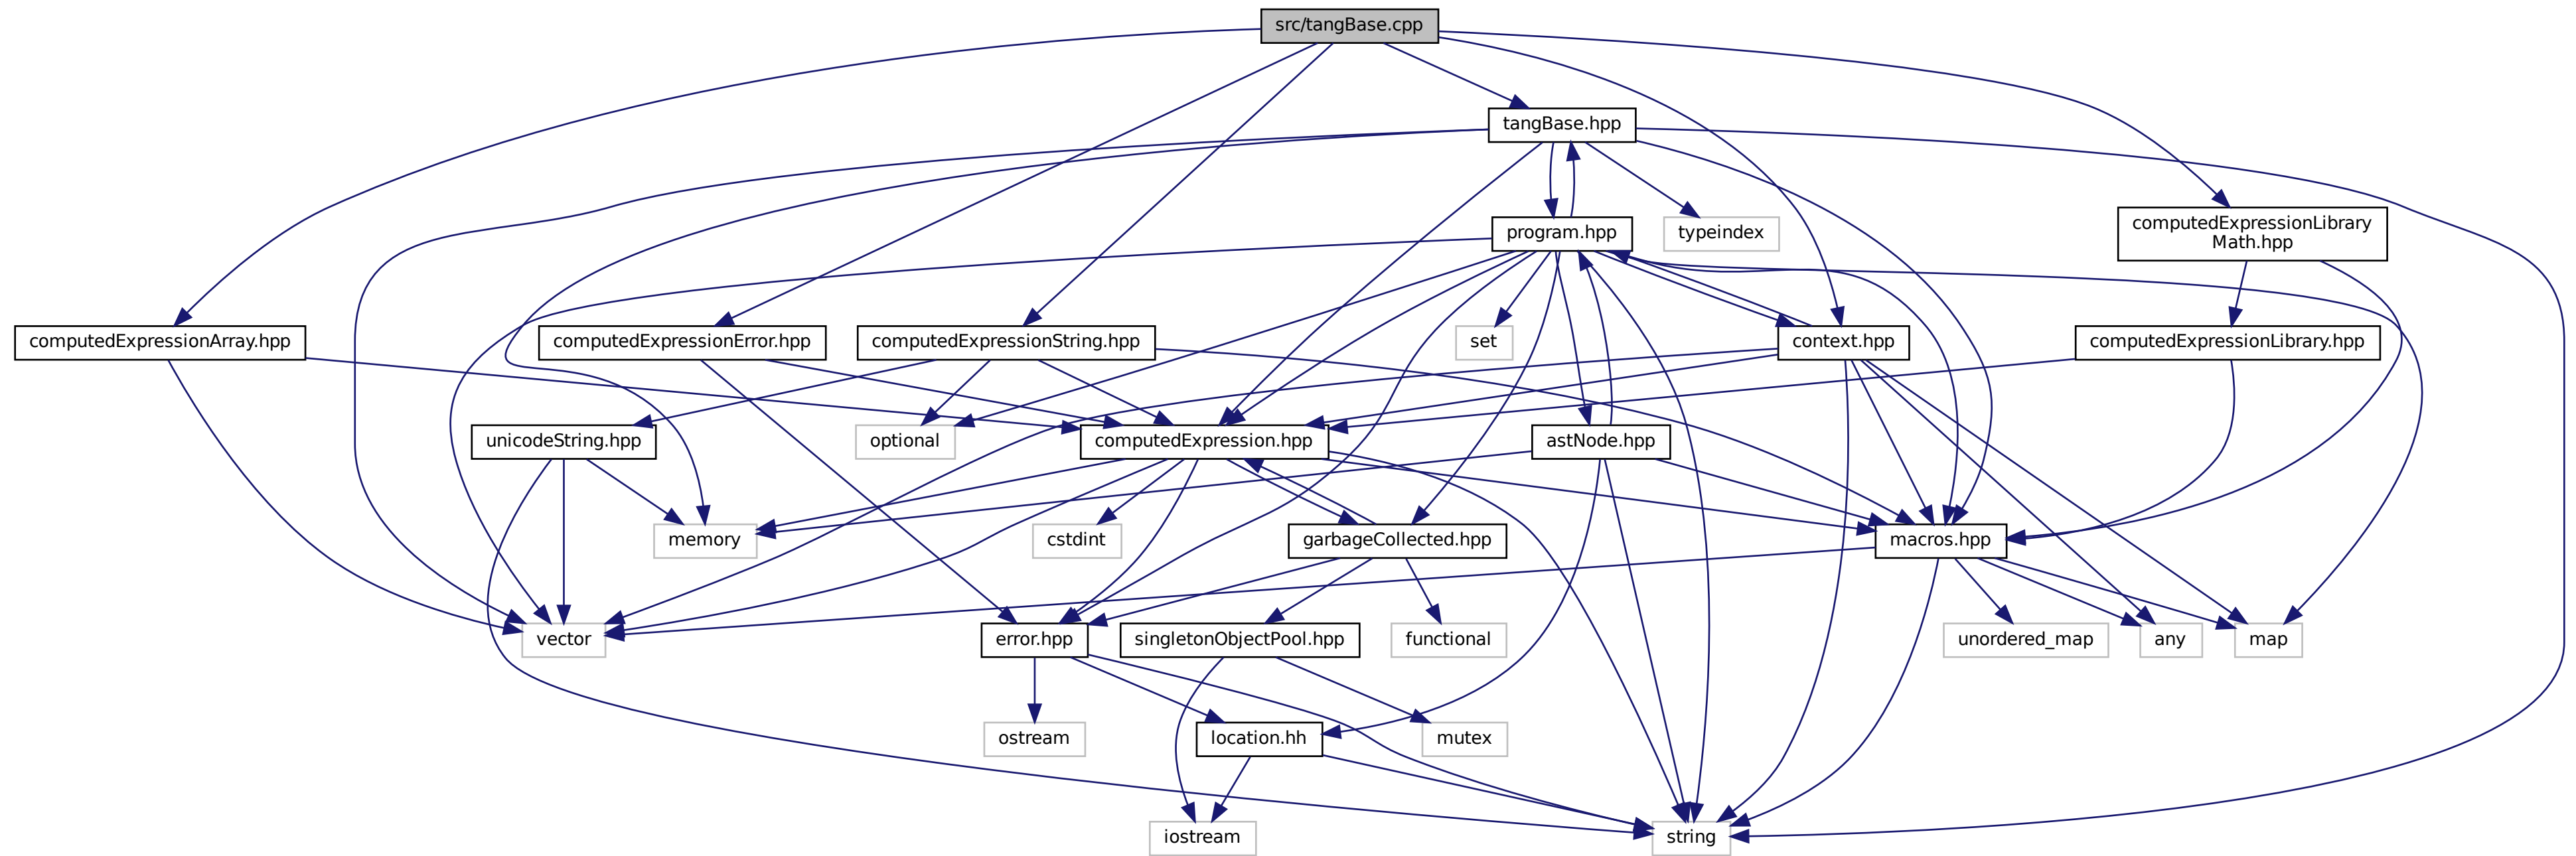 src/tangBase.cpp
tangBase.hpp
program.hpp
typeindex
computedExpressionLibrary
Math.hpp
computedExpressionArray.hpp
computedExpressionError.hpp
computedExpressionString.hpp
set
context.hpp
computedExpressionLibrary.hpp
unicodeString.hpp
optional
computedExpression.hpp
astNode.hpp
memory
cstdint
garbageCollected.hpp
macros.hpp
vector
error.hpp
singletonObjectPool.hpp
functional
unordered_map
any
map
ostream
location.hh
mutex
iostream
string